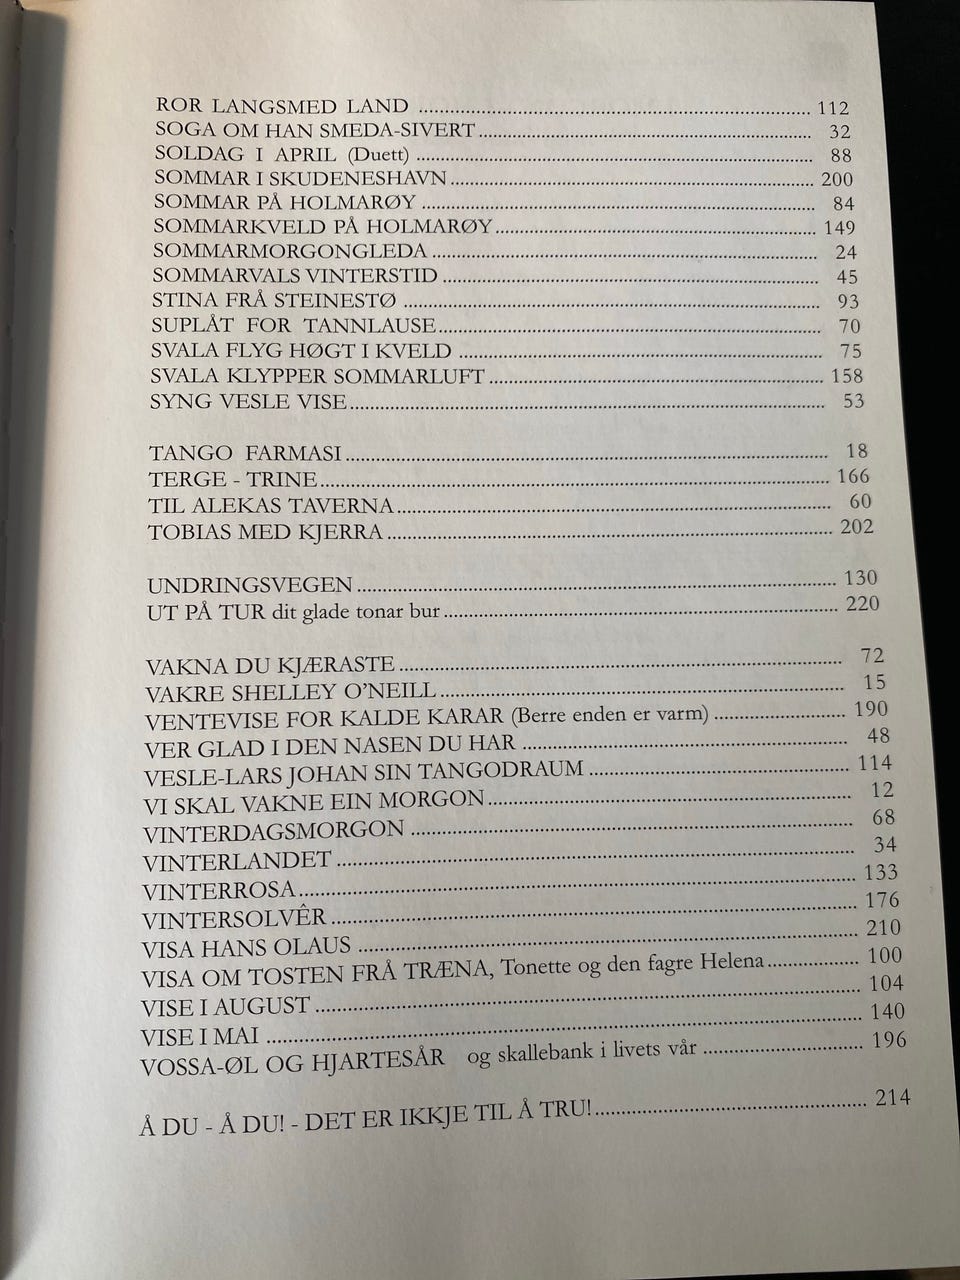 ROR LANGSMED LAND ........ 112
SOGA OM HAN SMEDA-SIVERT ........ 32
SOLDAG I APRIL (Duett) ........ 88
SOMMAR I SKUDENESHAVN ........ 200
SOMMAR PÅ HOLMARØY ........ 84
SOMMARKVELD PÅ HOLMARØY ........ 149
SOMMARMORGONGLEDA ........ 24
SOMMARVALS VINTERSTID ........ 45
STINA FRÅ STEINESTØ ........ 93
SUPLÅT FOR TANNLAUSE ........ 70
SVALA FLYG HØGT I KVELD ........ 75
SVALA KLYPPER SOMMARLUFT ........ 158
SYNG VESLE VISE ........ 53
TANGO FARMASI ........ 18
TERGE - TRINE ........ 166
TIL ALEKAS TAVERNA ........ 60
TOBIAS MED KJERRA ........ 202
UNDRINGSVEGEN ........ 130
UT PÅ TUR dit glade tonar bur ........ 220
VAKNA DU KJÆRASTE ........ 72
VAKRE SHELLEY O'NEILL ........ 15
VENTEVISE FOR KALDE KARAR (Berre enden er varm) ........ 190
VER GLAD I DEN NASEN DU HAR ........ 48
VESLE-LARS JOHAN SIN TANGODRAUM ........ 114
VI SKAL VAKNE EIN MORGON ........ 12
VINTERDAGSMORGON ........ 68
VINTERLANDET ........ 34
VINTERROSA ........ 133
VINTERSOLVÊR ........ 176
VISA HANS OLAUS ........ 210
VISA OM TOSTEN FRÅ TRÆNA, Tonette og den fagre Helena ........ 100
VISE I AUGUST ........ 104
VISE I MAI ........ 140
VOSSA-ØL OG HJARTESÅR og skallebank i livets vår ........ 196
Å DU - Å DU! - DET ER IKKJE TIL Å TRU! ........ 214